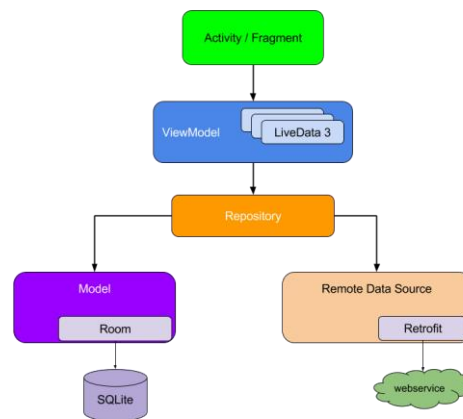 Activity / Fragment
ViewModel
LiveData 3
Repository
Model
Remote Data Source
Room
Retrofit
SQLite
webservice